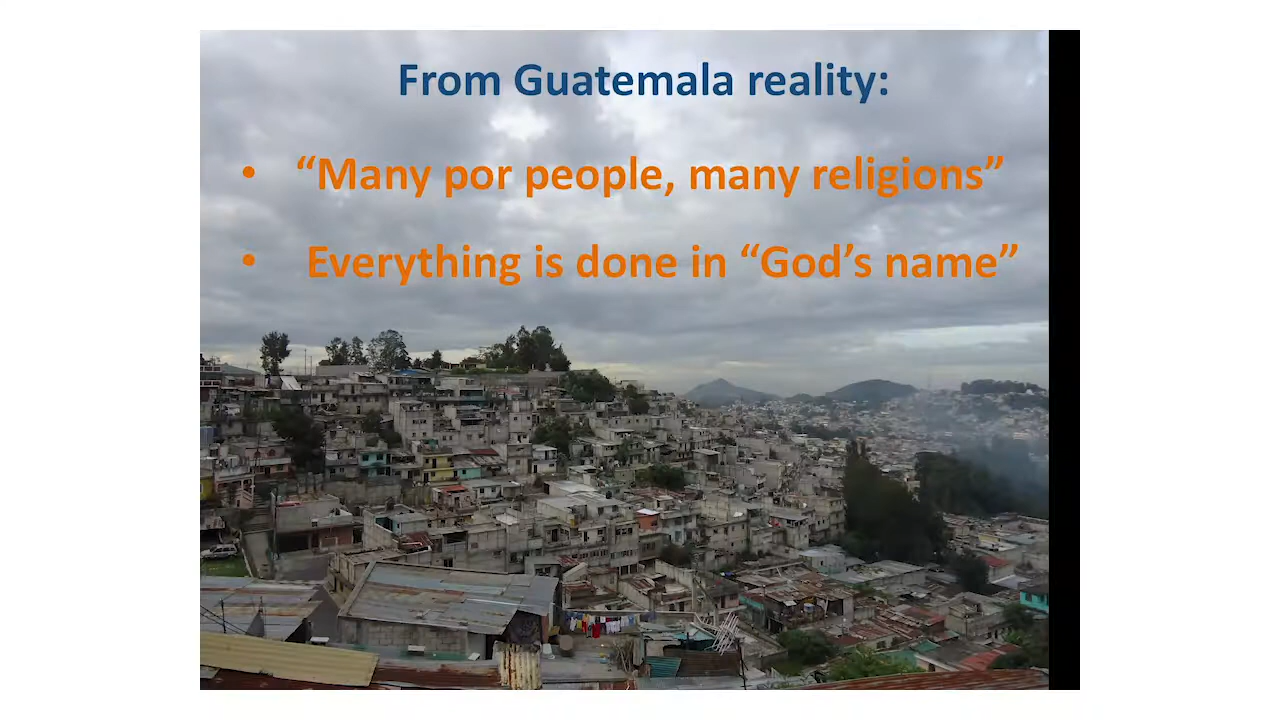 From Guatemala reality:
• “Many por people, many religions”
• Everything is done in “God’s name”